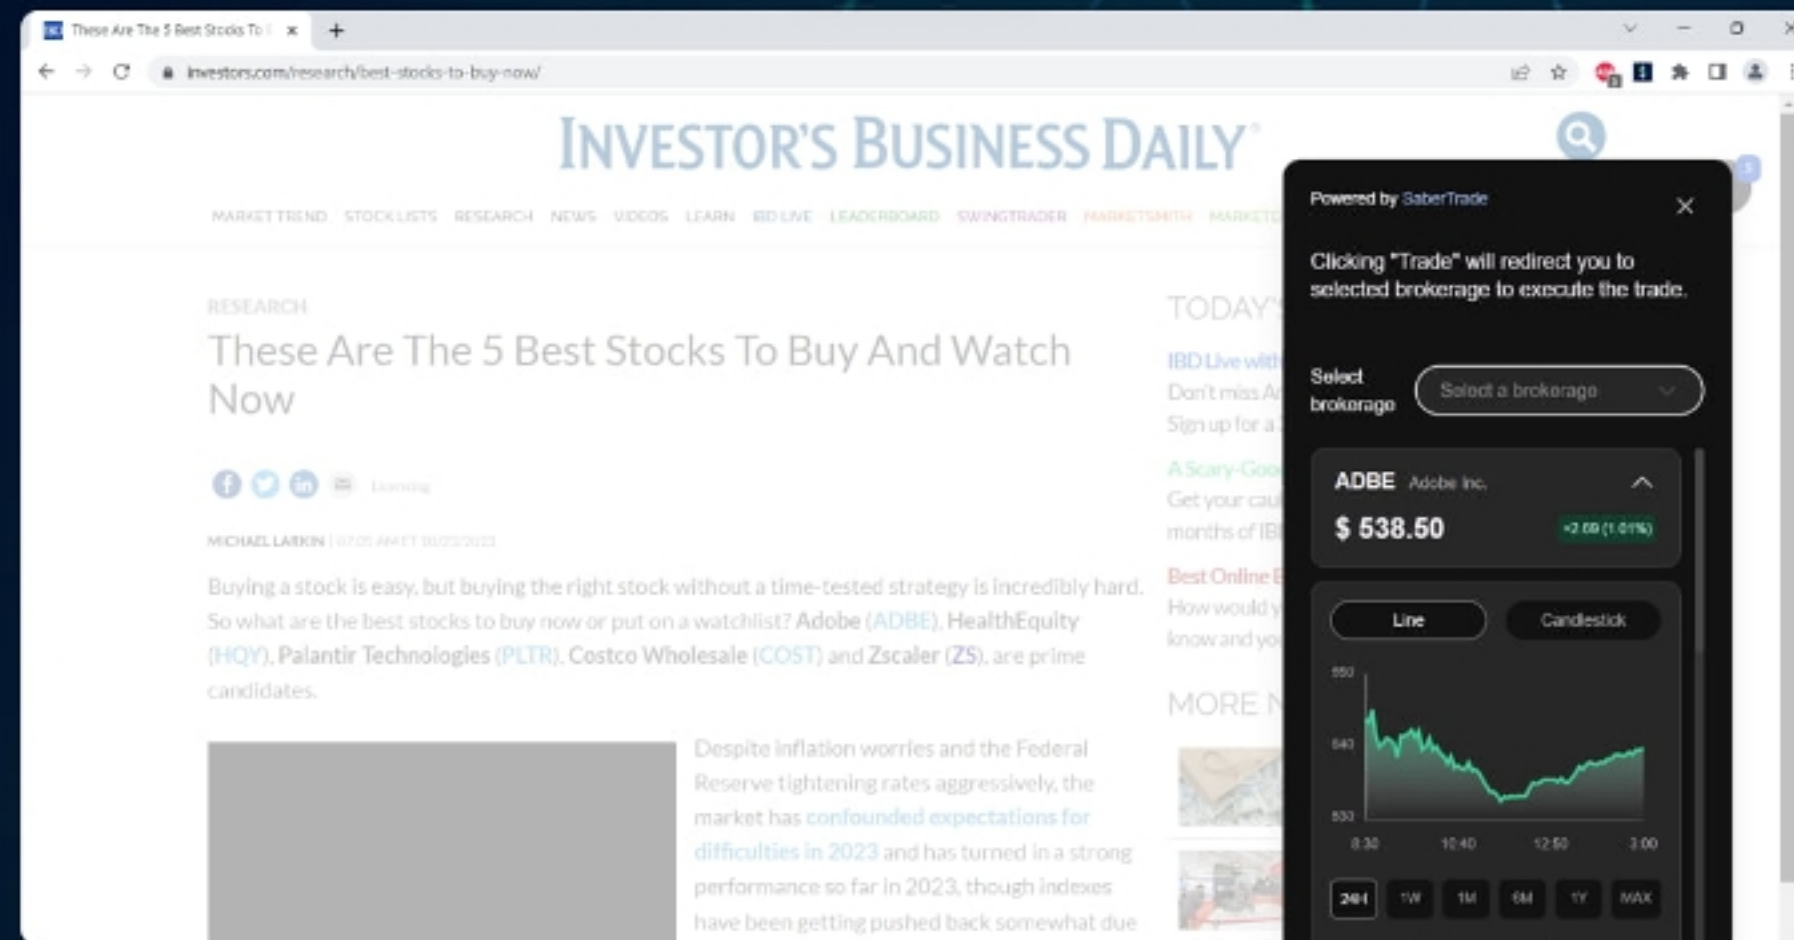 These Are The 5 Best Stocks To
investors.com/research/best-stocks-to-buy-now/
INVESTOR'S BUSINESS DAILY
MARKET TREND STOCK LISTS RESEARCH NEWS VIDEOS LEARN IBD LIVE LEADERBOARD SWINGTRADER MARKETSMITH
RESEARCH
These Are The 5 Best Stocks To Buy And Watch
Now
Licensing
MICHAEL LARKIN
Buying a stock is easy, but buying the right stock without a time-tested strategy is incredibly hard.
So what are the best stocks to buy now or put on a watchlist? Adobe (ADBE), HealthEquity
(HQY), Palantir Technologies (PLTR), Costco Wholesale (COST) and Zscaler (ZS), are prime
candidates.
Despite inflation worries and the Federal
Reserve tightening rates aggressively, the
market has confounded expectations for
difficulties in 2023 and has turned in a strong
performance so far in 2023, though indexes
have been getting pushed back somewhat due
TODAY'S
IBD Live with
Don't miss
Sign up for a
A Scary-Good
Get your
months of
Best Online
How would
know and
MORE
Powered by SaberTrade
Clicking "Trade" will redirect you to
selected brokerage to execute the trade.
Select
brokerage
Select a brokerage
ADBE Adobe Inc.
$ 538.50
(1.01%)
Line Candlestick
550
540
530
8:30 10:40 12:50 3:00
24H 1W 1M 6M 1Y MAX